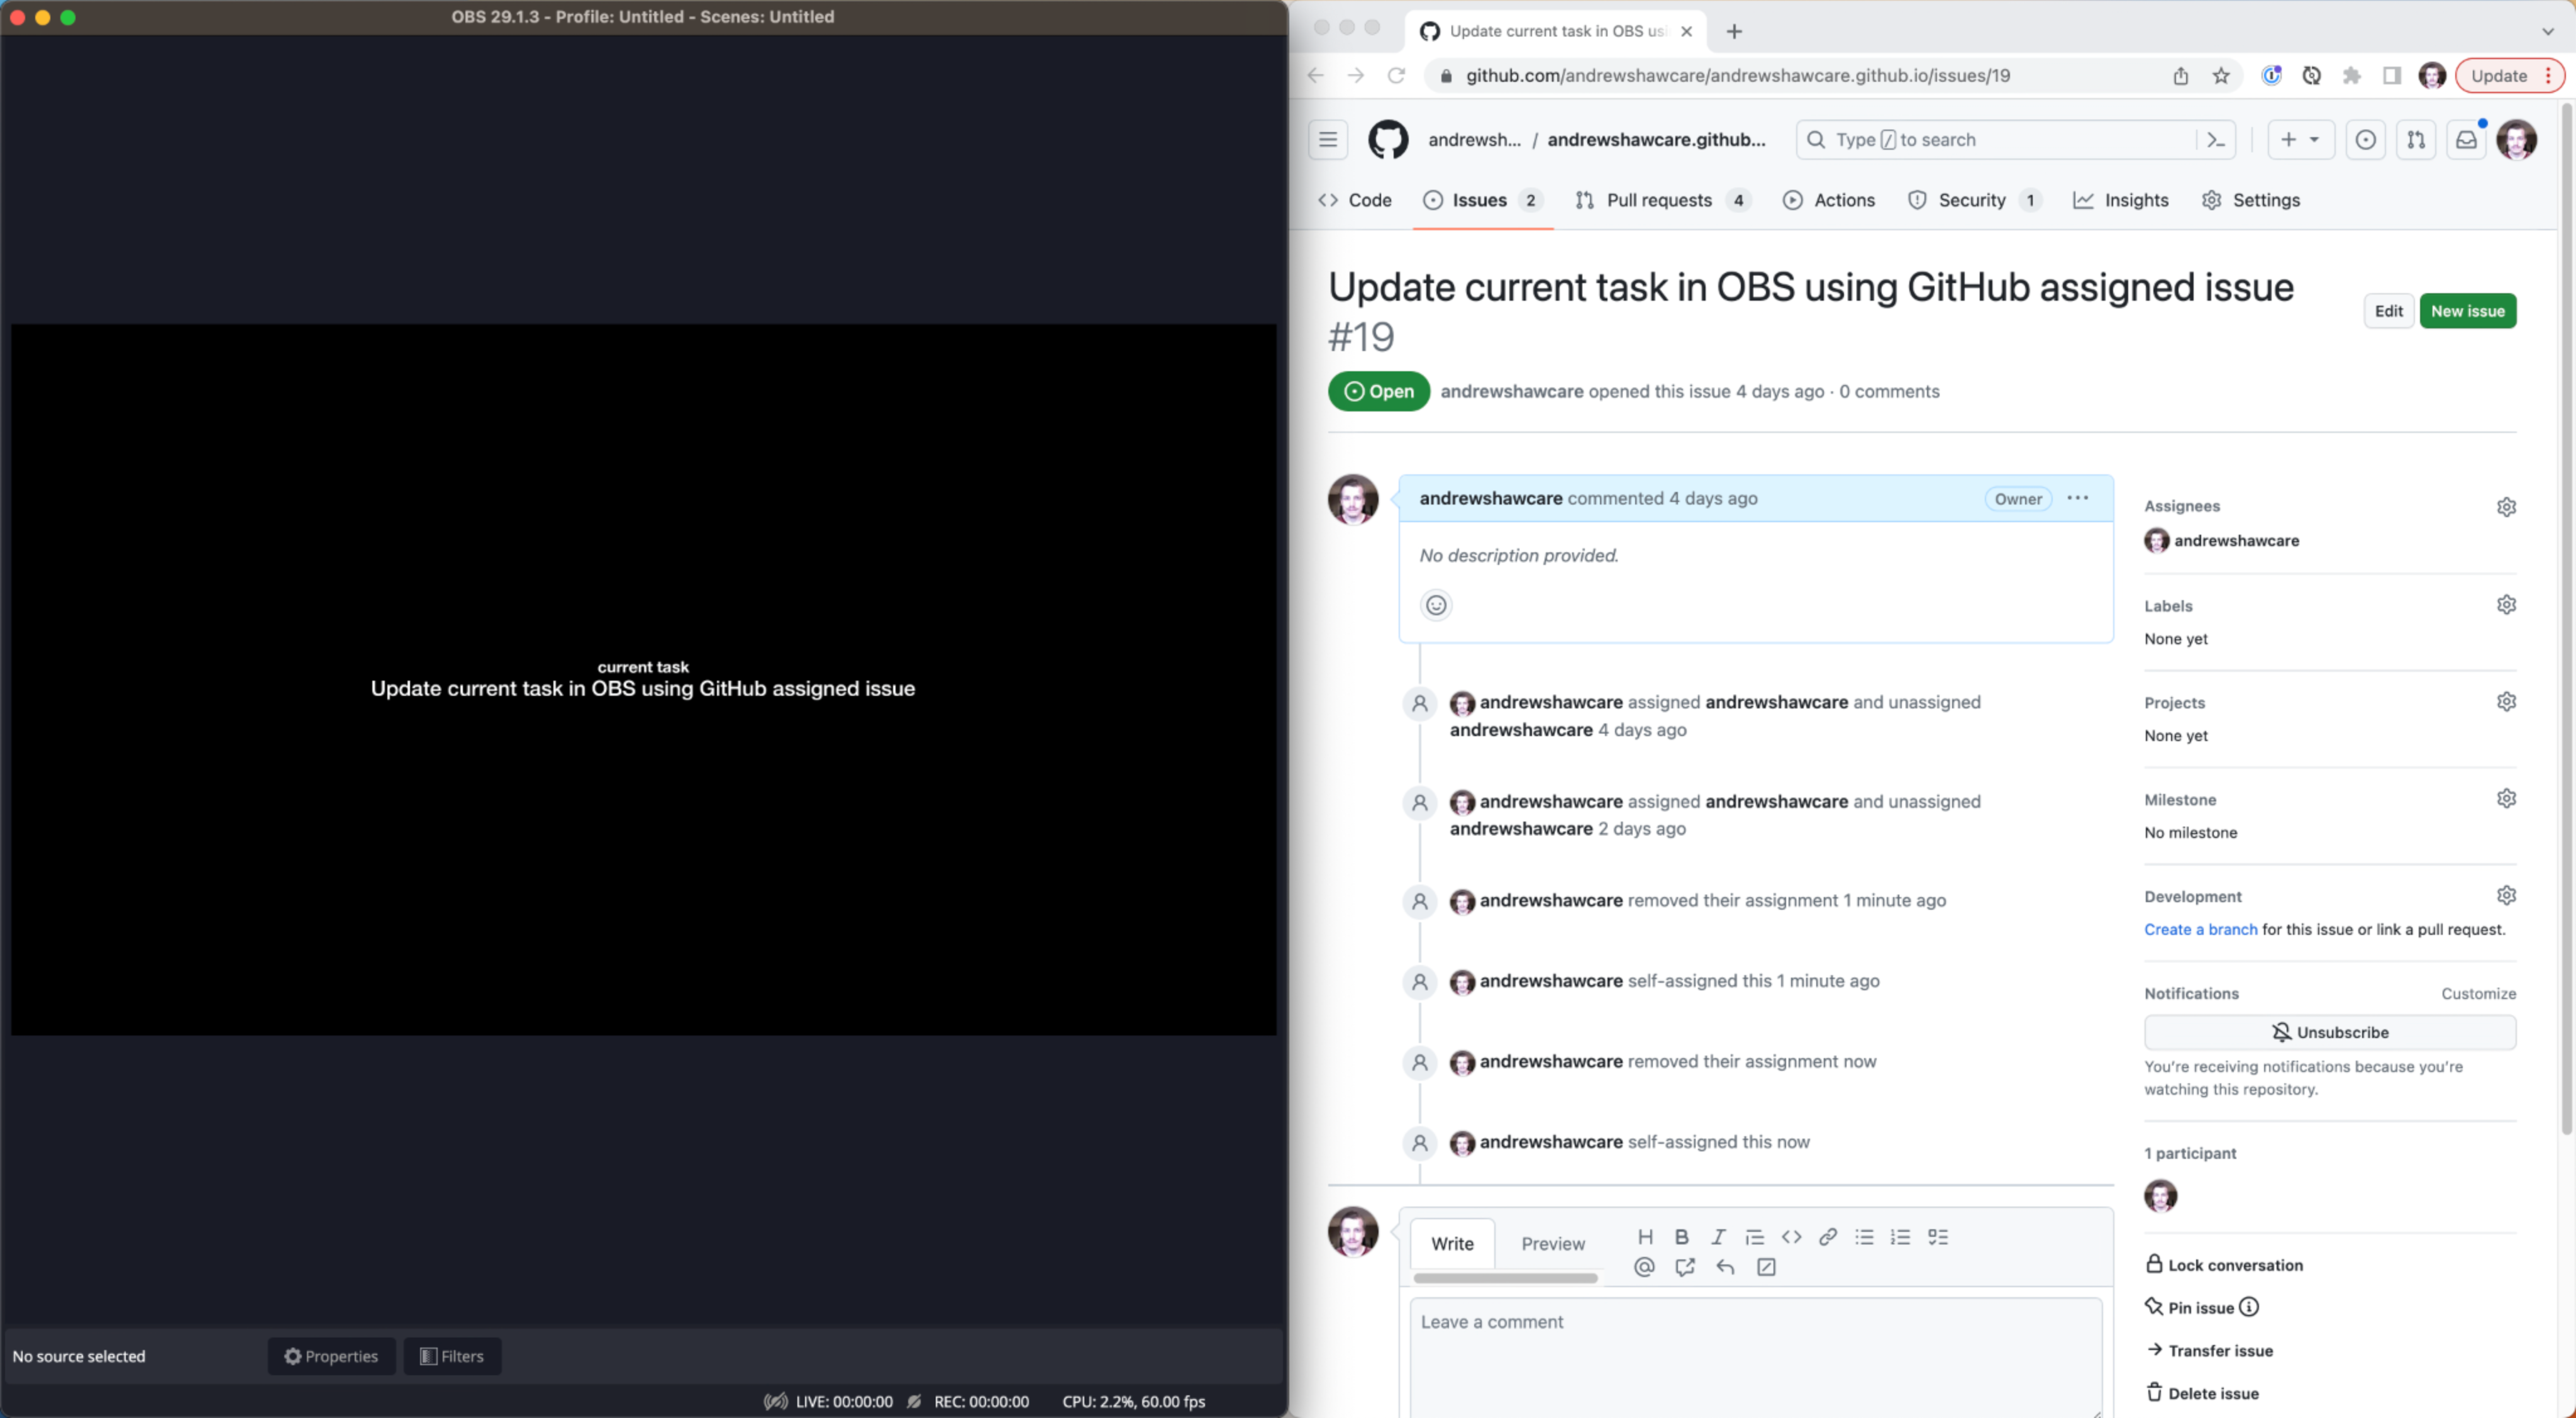 OBS 29.1.3 - Profile: Untitled - Scenes: Untitled
current task
Update current task in OBS using GitHub assigned issue
No source selected
Properties
Filters
LIVE: 00:00:00
REC: 00:00:00
CPU: 2.2%, 60.00 fps
Update current task in OBS usi
github.com/andrewshawcare/andrewshawcare.github.io/issues/19
Update
andrewsh... / andrewshawcare.github...
Type / to search
Code
Issues 2
Pull requests 4
Actions
Security 1
Insights
Settings
Update current task in OBS using GitHub assigned issue
#19
Edit
New issue
Open
andrewshawcare opened this issue 4 days ago · 0 comments
andrewshawcare commented 4 days ago
Owner
No description provided.
andrewshawcare assigned andrewshawcare and unassigned
andrewshawcare 4 days ago
andrewshawcare assigned andrewshawcare and unassigned
andrewshawcare 2 days ago
andrewshawcare removed their assignment 1 minute ago
andrewshawcare self-assigned this 1 minute ago
andrewshawcare removed their assignment now
andrewshawcare self-assigned this now
Write
Preview
Leave a comment
Assignees
andrewshawcare
Labels
None yet
Projects
None yet
Milestone
No milestone
Development
Create a branch for this issue or link a pull request.
Notifications
Customize
Unsubscribe
You're receiving notifications because you're
watching this repository.
1 participant
Lock conversation
Pin issue
Transfer issue
Delete issue